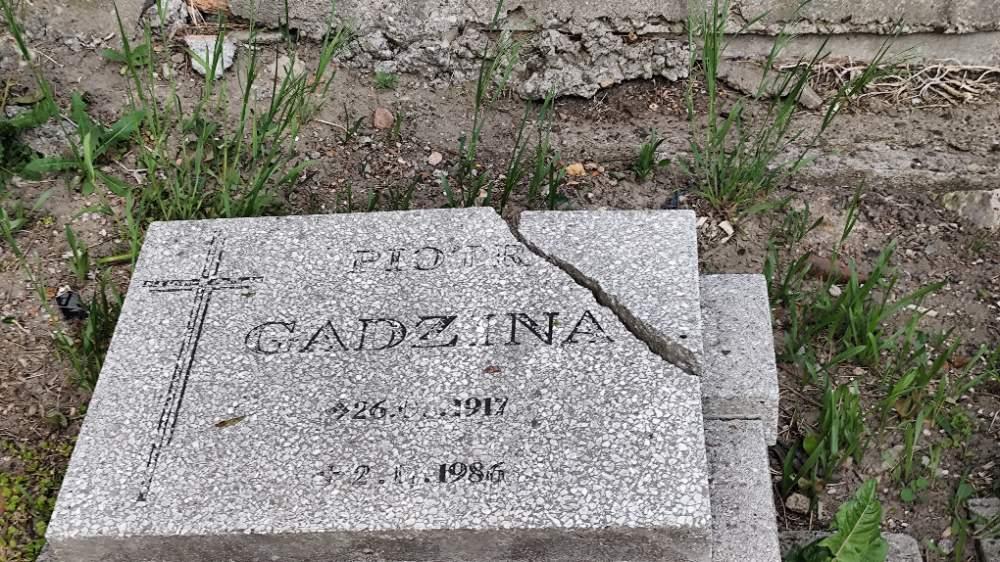 PIOTR
GADZINA
26. 1917
2. 1986